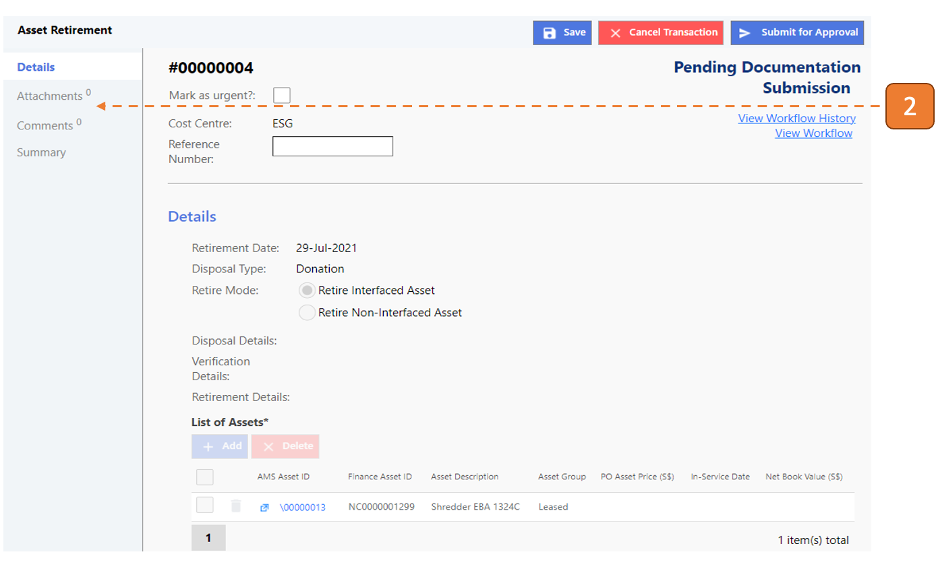 Asset Retirement
Save
Cancel Transaction
Submit for Approval
Details
Attachments 0
Comments 0
Summary
#00000004
Pending Documentation
Submission
Mark as urgent?:
2
Cost Centre: ESG
View Workflow History
View Workflow
Reference
Number:
Details
Retirement Date: 29-Jul-2021
Disposal Type: Donation
Retire Mode: Retire Interfaced Asset
Retire Non-Interfaced Asset
Disposal Details:
Verification
Details:
Retirement Details:
List of Assets*
Add
Delete
AMS Asset ID Finance Asset ID Asset Description Asset Group PO Asset Price (S$) In-Service Date Net Book Value (S$)
\00000013 NC0000001299 Shredder EBA 1324C Leased
1
1 item(s) total